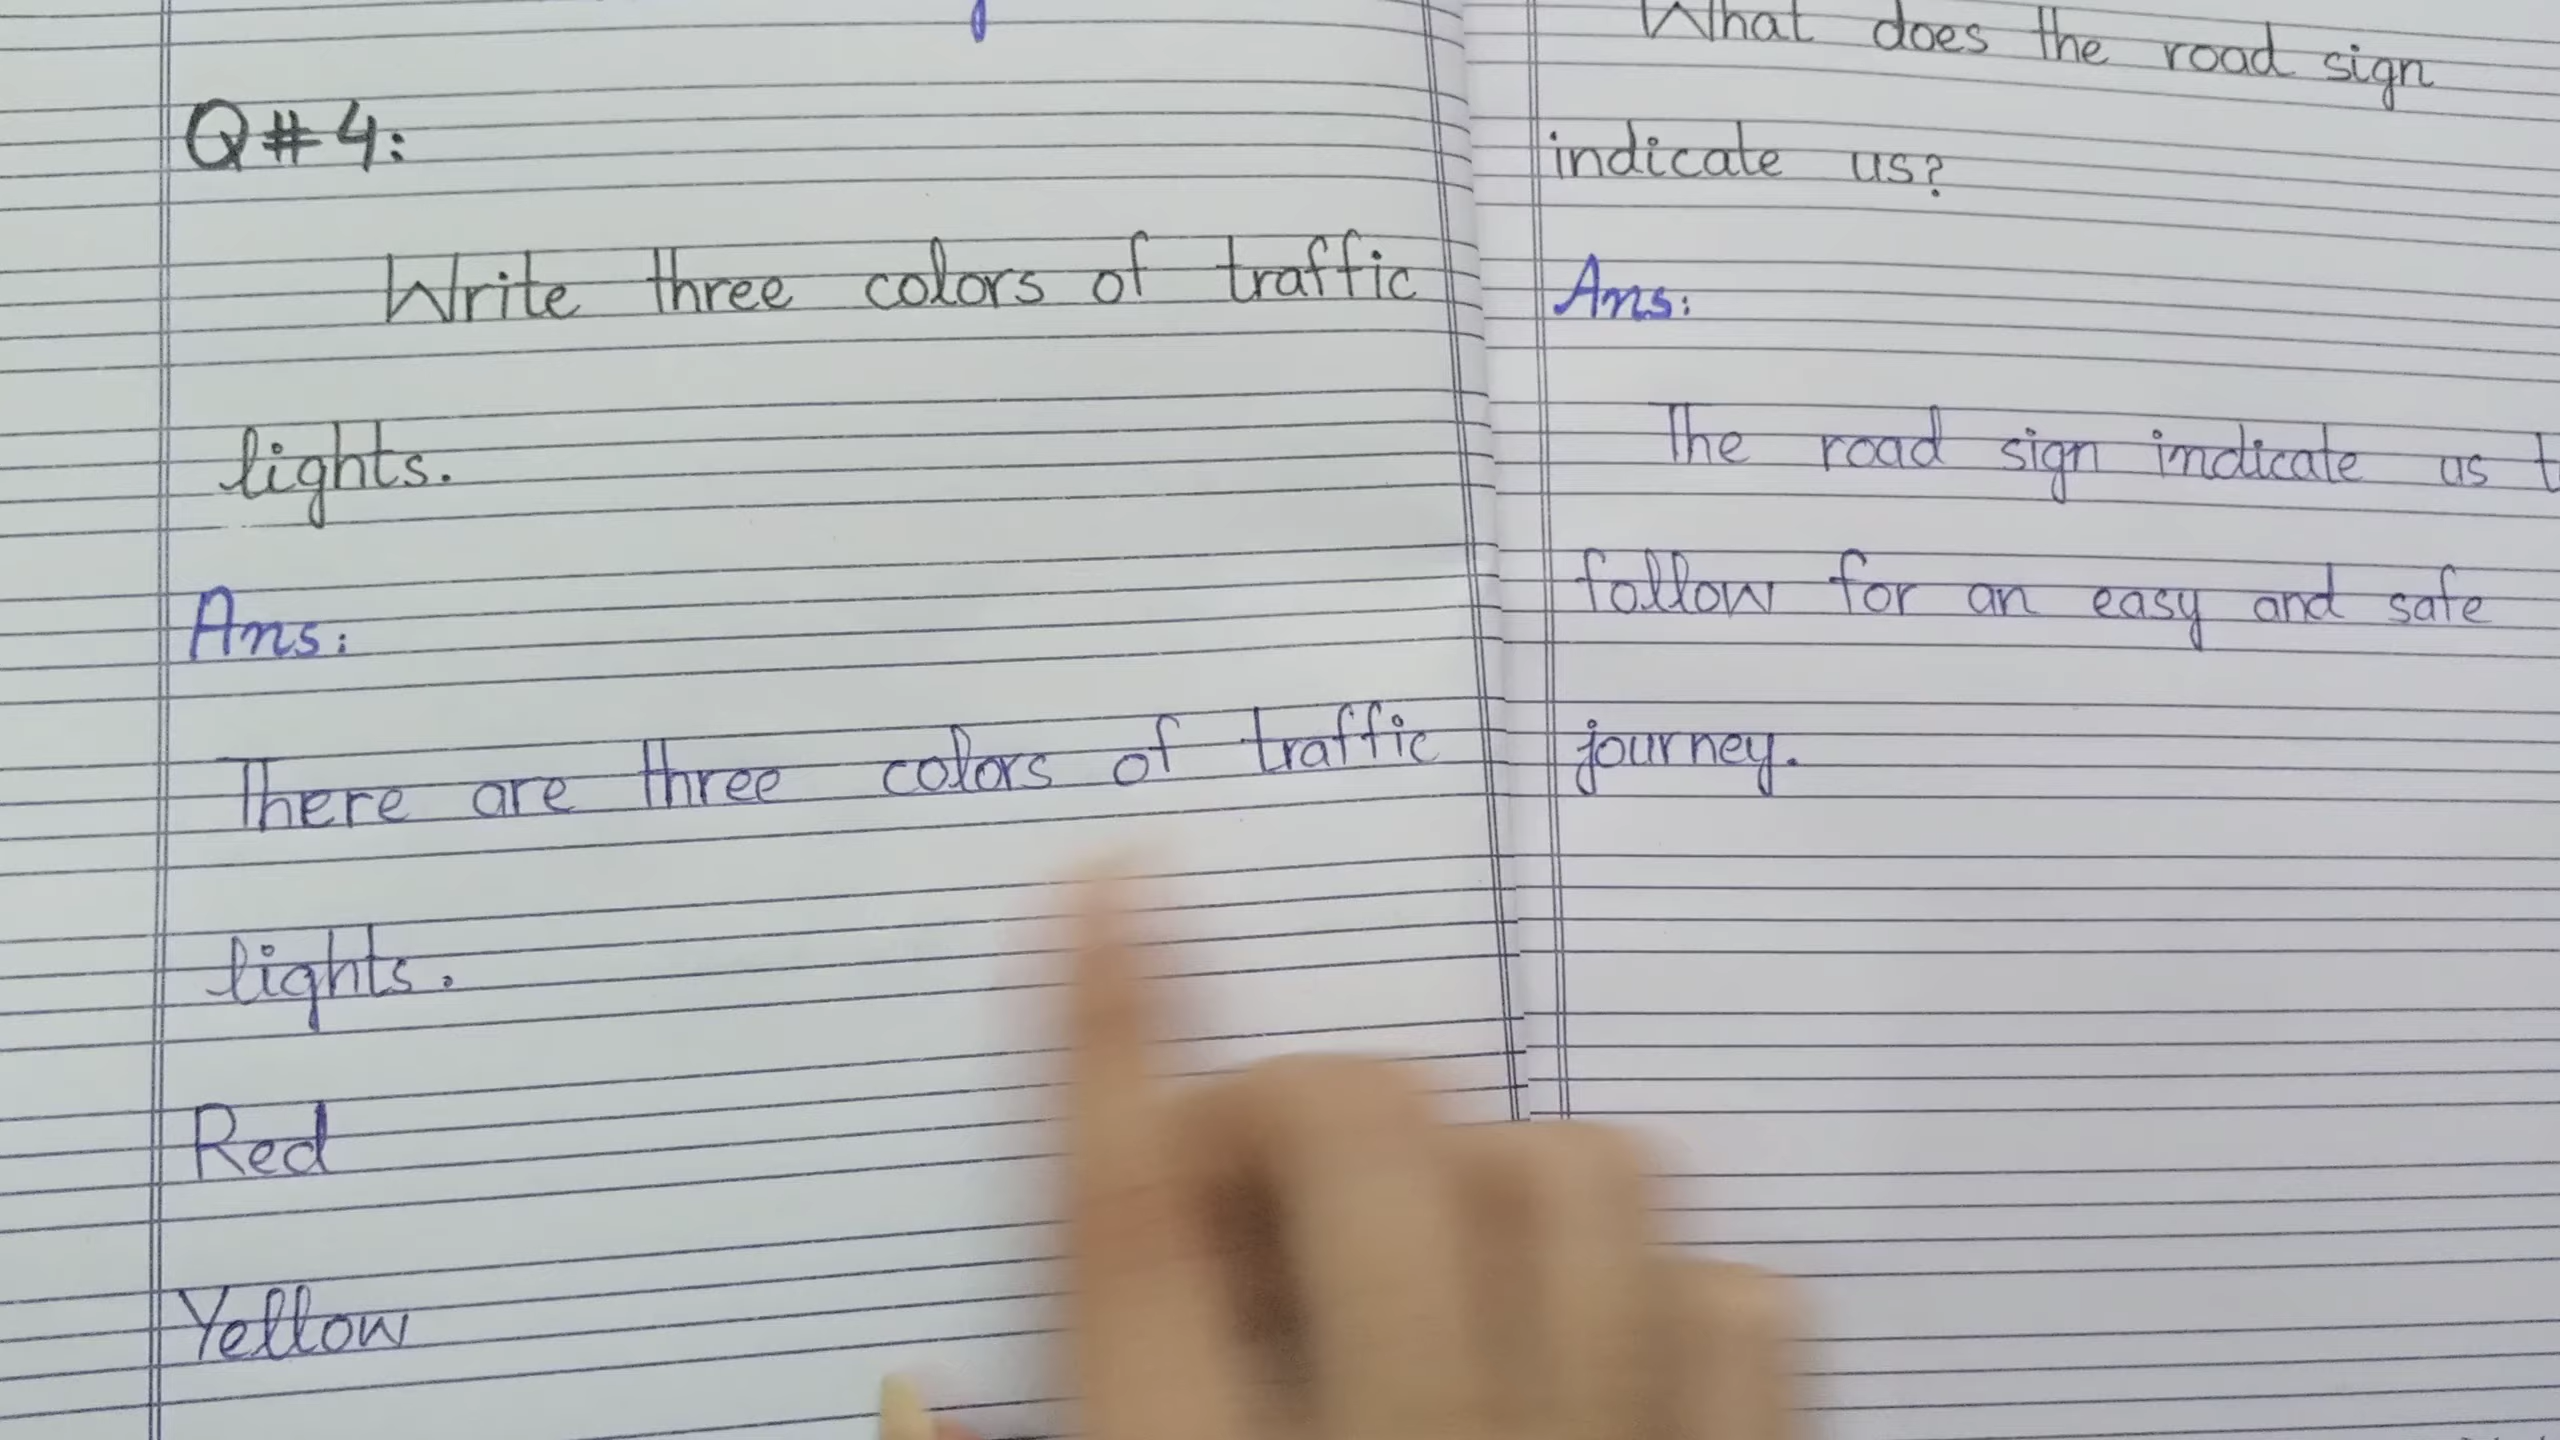 Q#4:
Write three colors of traffic
lights.
Ans:
There are three colors of traffic
lights.
Red
Yellow
What does the road sign
indicate us?
Ans:
The road sign indicate us
follow for an easy and safe
journey.